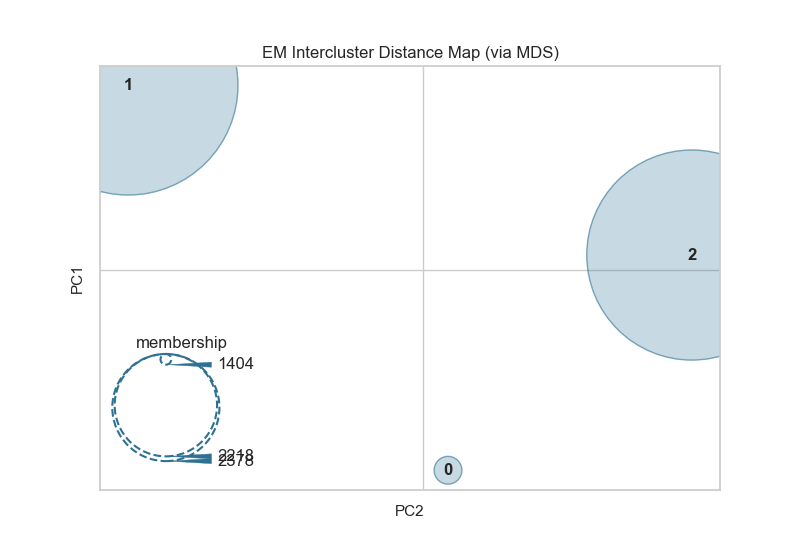 EM Intercluster Distance Map (via MDS)
1
2
PC1
membership
1404
0
PC2